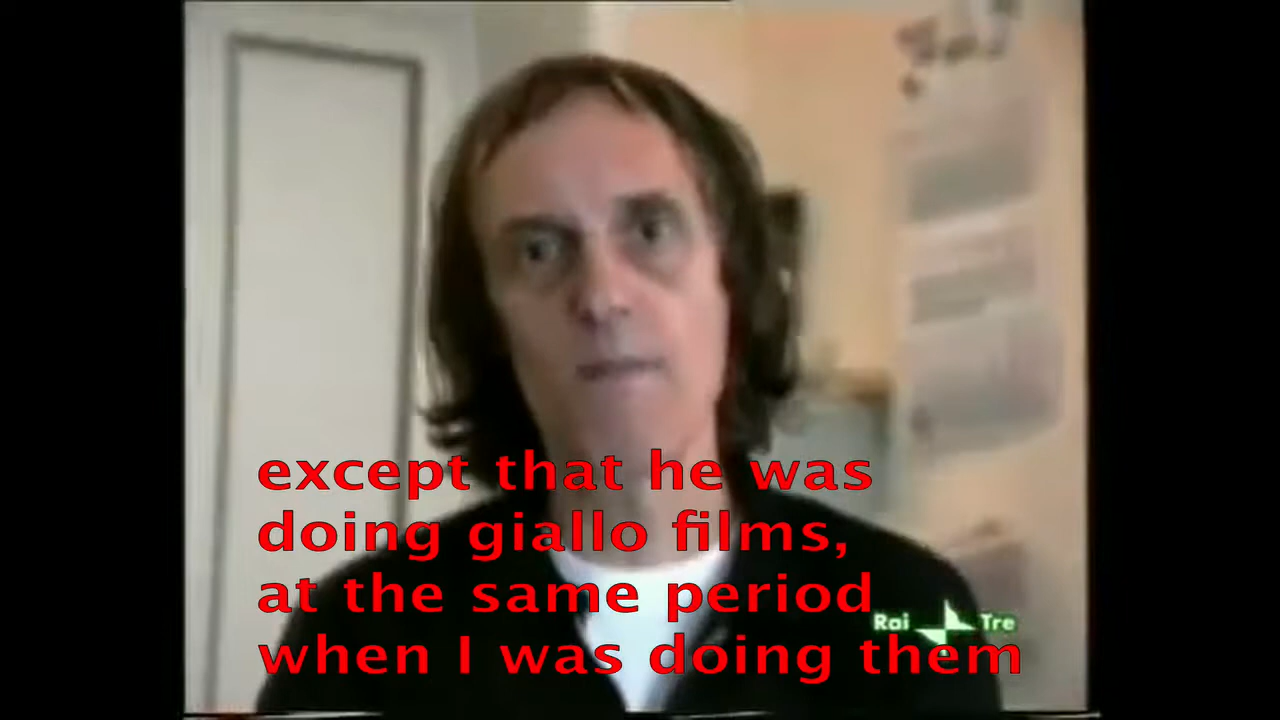 except that he was
doing giallo films,
at the same period
when I was doing them
Rai Tre